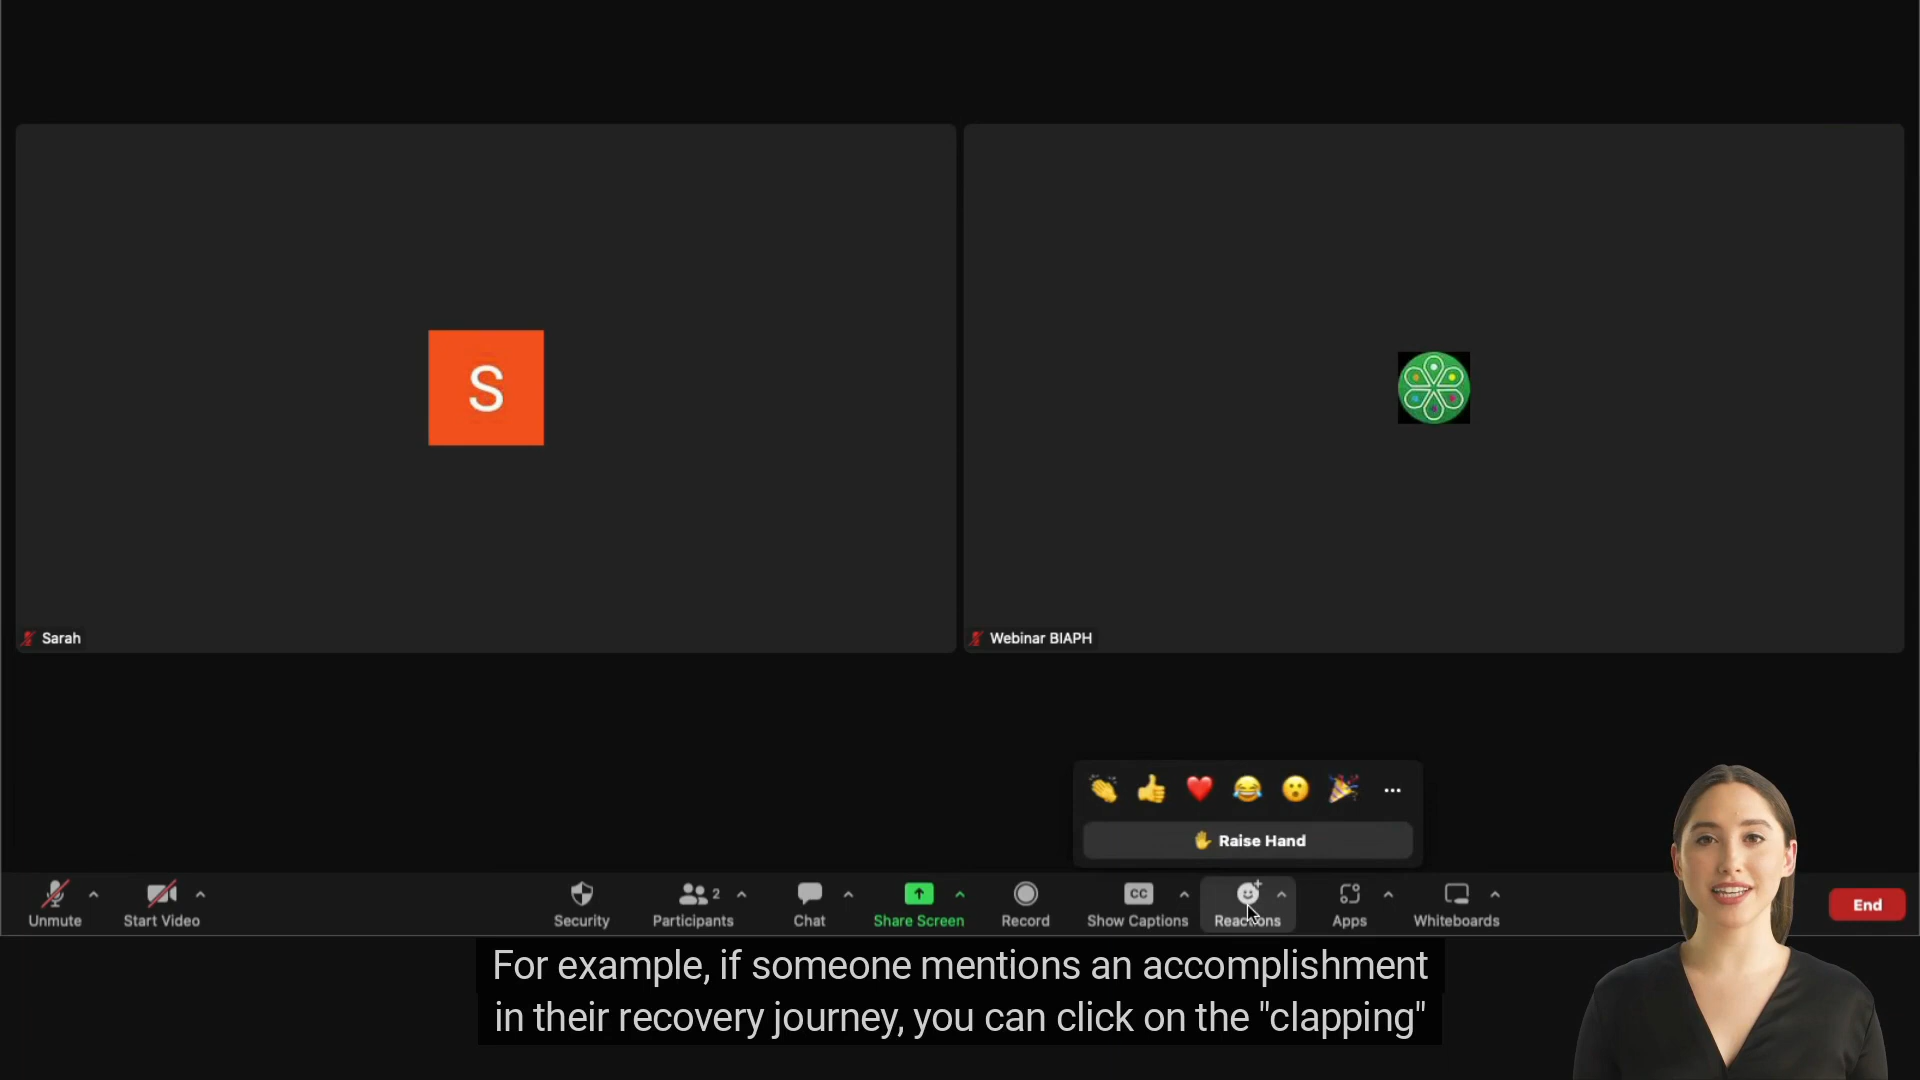 S
Sarah
Webinar BIAPH
Raise Hand
Unmute
Start Video
Security
2
Participants
Chat
Share Screen
Record
CC
Show Captions
Reactions
Apps
Whiteboards
End
For example, if someone mentions an accomplishment
in their recovery journey, you can click on the "clapping"